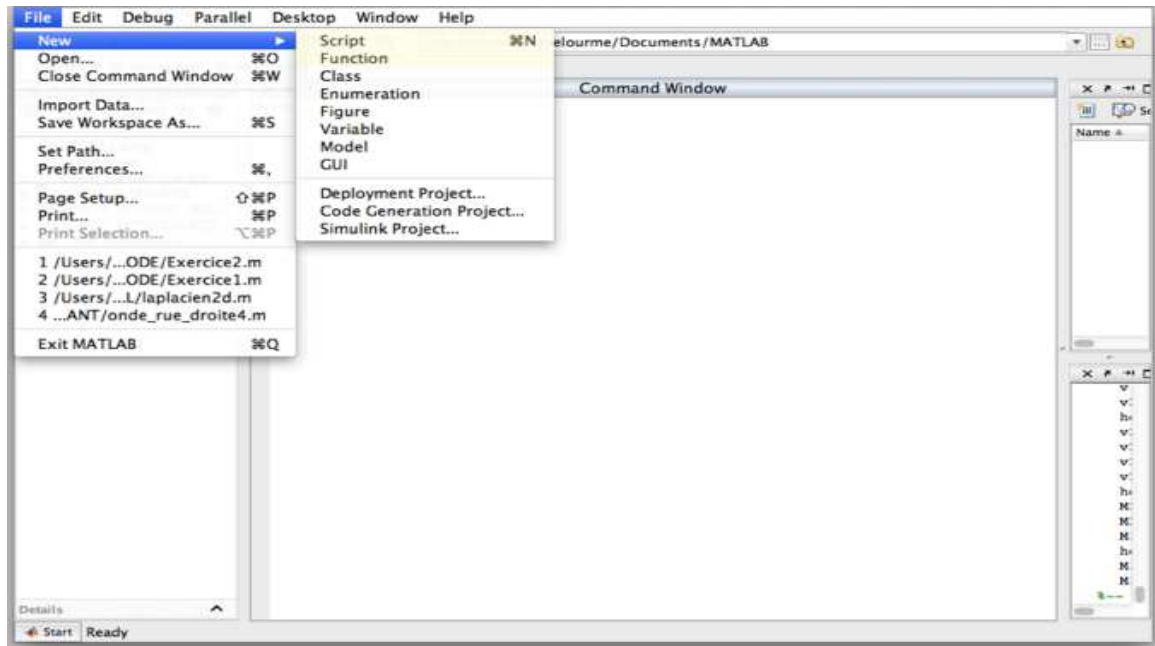 File Edit Debug Parallel Desktop Window Help
New
Open... ⌘O
Close Command Window ⌘W
Import Data...
Save Workspace As... ⌘S
Set Path...
Preferences... ⌘,
Page Setup... ⇧⌘P
Print... ⌘P
Print Selection... ⌥⌘P
1 /Users/...ODE/Exercice2.m
2 /Users/...ODE/Exercice1.m
3 /Users/...L/laplacien2d.m
4 ...ANT/onde_rue_droite4.m
Exit MATLAB ⌘Q
Script ⌘N
Function
Class
Enumeration
Figure
Variable
Model
GUI
Deployment Project...
Code Generation Project...
Simulink Project...
elourme/Documents/MATLAB
Command Window
Name
Details
Start Ready